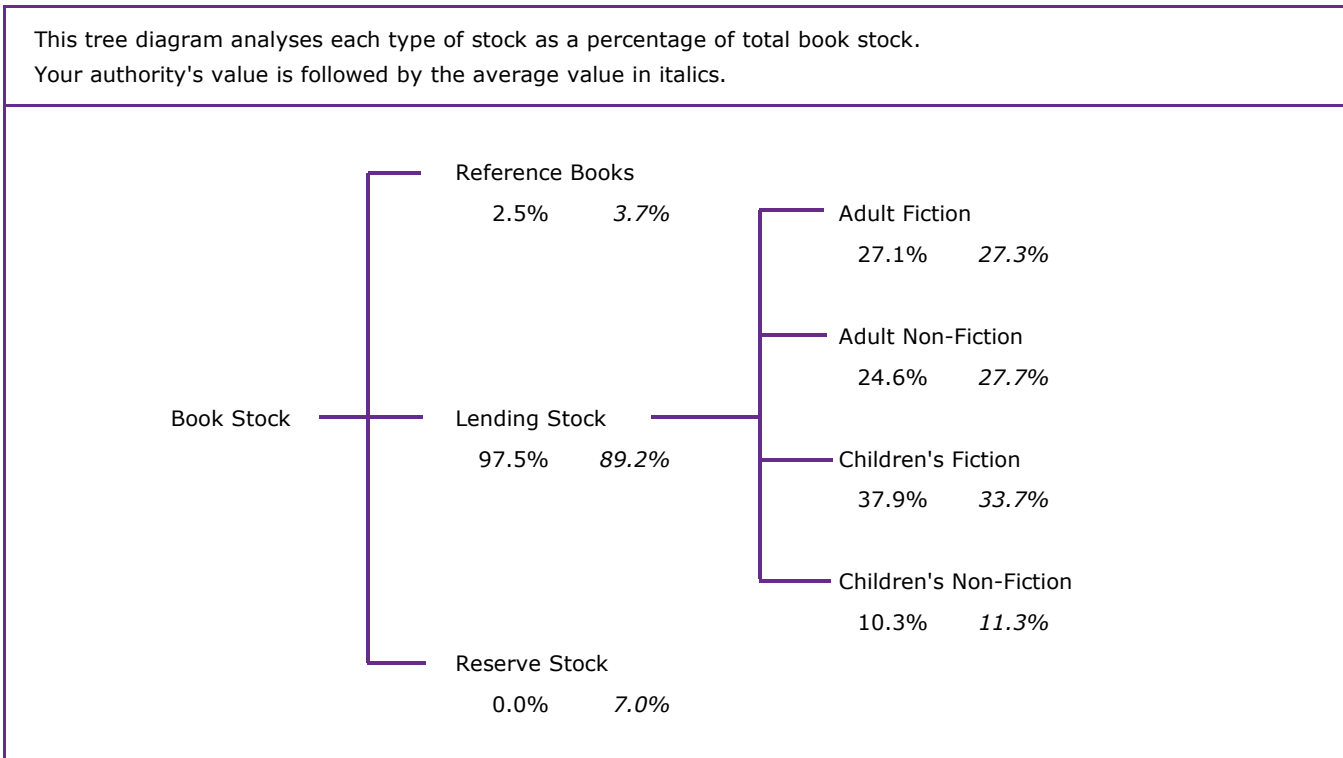 This tree diagram analyses each type of stock as a percentage of total book stock.
Your authority's value is followed by the average value in italics.
Reference Books
2.5% 3.7%
Adult Fiction
27.1% 27.3%
Adult Non-Fiction
24.6% 27.7%
Book Stock
Lending Stock
97.5% 89.2%
Children's Fiction
37.9% 33.7%
Children's Non-Fiction
10.3% 11.3%
Reserve Stock
0.0% 7.0%